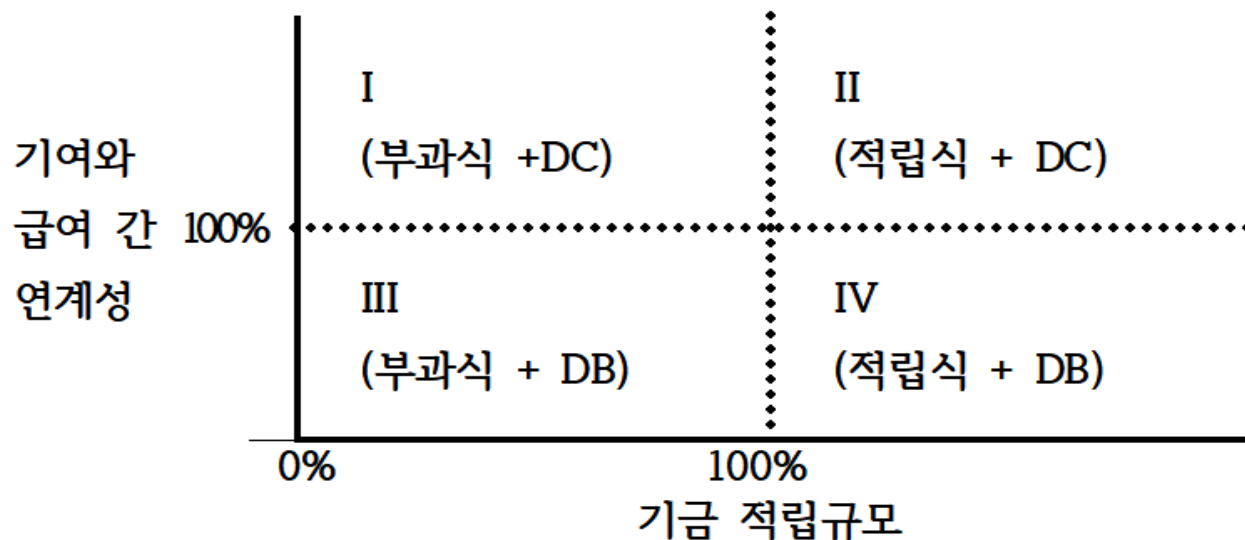 I
(부과식 +DC)
II
(적립식 + DC)
기여와
급여 간 100%
연계성
III
(부과식 + DB)
IV
(적립식 + DB)
0%
100%
기금 적립규모